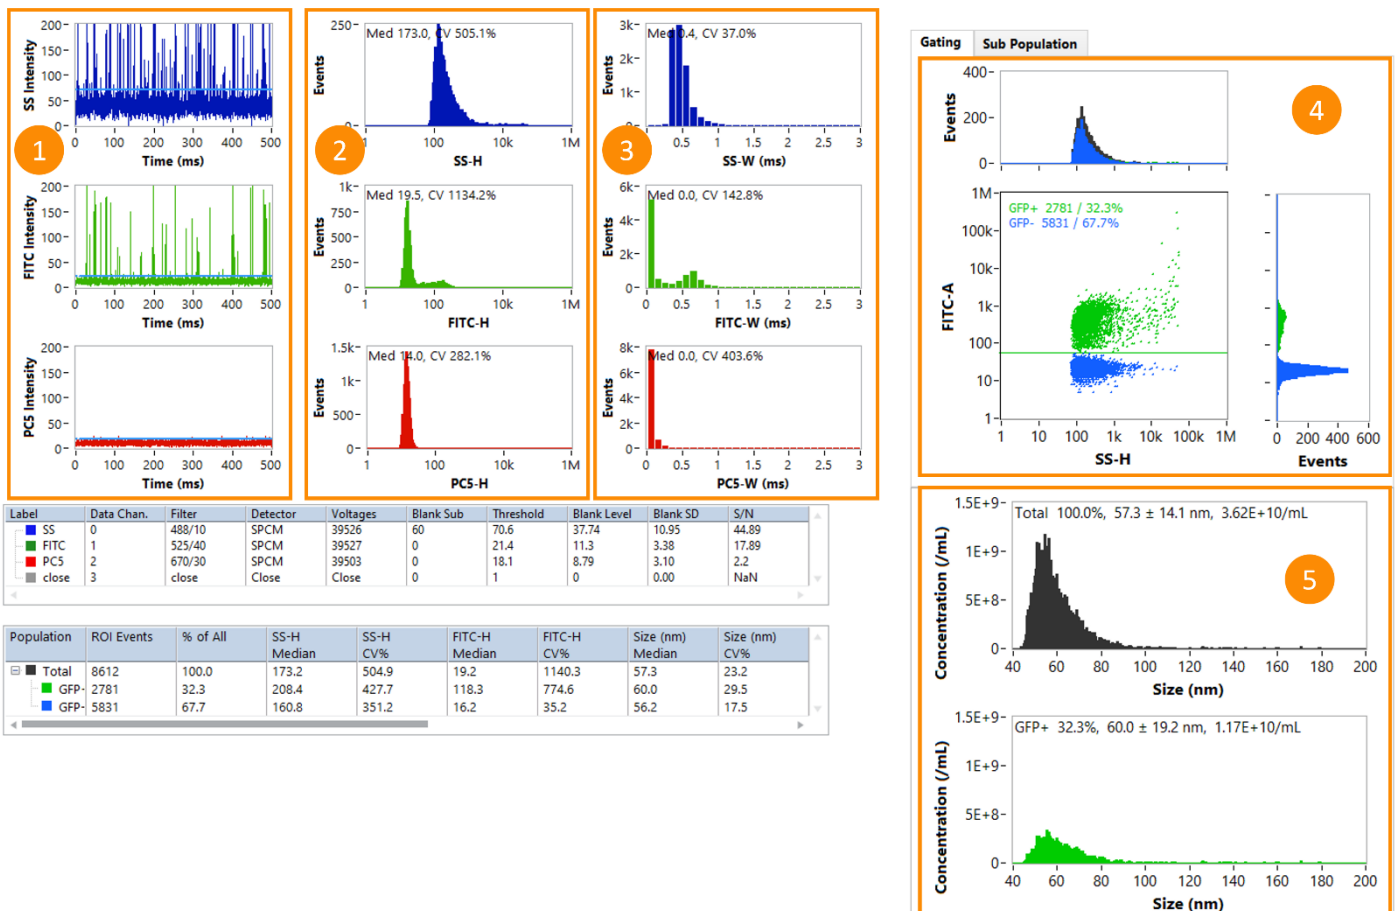 200-
150-
100-
50-
0-
SS Intensity
0 100 200 300 400 500
Time (ms)
1
200-
150-
100-
50-
0-
FITC Intensity
0 100 200 300 400 500
Time (ms)
200-
150-
100-
50-
0-
PC5 Intensity
0 100 200 300 400 500
Time (ms)
Med 173.0, CV 505.1%
250-
0-
Events
1 100 10k 1M
SS-H
2
Med 19.5, CV 1134.2%
1k-
750-
500-
250-
0-
Events
1 100 10k 1M
FITC-H
Med 14.0, CV 282.1%
1.5k-
1k-
500-
0-
Events
1 100 10k 1M
PC5-H
Med 0.4, CV 37.0%
3k-
2k-
1k-
0-
Events
0 0.5 1 1.5 2 2.5 3
SS-W (ms)
3
Med 0.0, CV 142.8%
6k-
4k-
2k-
0-
Events
0 0.5 1 1.5 2 2.5 3
FITC-W (ms)
Med 0.0, CV 403.6%
8k-
6k-
4k-
2k-
0-
Events
0 0.5 1 1.5 2 2.5 3
PC5-W (ms)
Label Data Chan. Filter Detector Voltages Blank Sub Threshold Blank Level Blank SD S/N
SS 0 488/10 SPCM 39526 60 70.6 37.74 10.95 44.89
FITC 1 525/40 SPCM 39527 0 21.4 11.3 3.38 17.89
PC5 2 670/30 SPCM 39503 0 18.1 8.79 3.10 2.2
close 3 close Close Close 0 1 0 0.00 NaN
Population ROI Events % of All SS-H Median SS-H CV% FITC-H Median FITC-H CV% Size (nm) Median Size (nm) CV%
Total 8612 100.0 173.2 504.9 19.2 1140.3 57.3 23.2
GFP- 2781 32.3 208.4 427.7 118.3 774.6 60.0 29.5
GFP- 5831 67.7 160.8 351.2 16.2 35.2 56.2 17.5
Gating Sub Population
400-
200-
0-
Events
1 10 100 1k 10k 100k 1M
4
GFP+ 2781 / 32.3%
GFP- 5831 / 67.7%
1M-
100k-
10k-
1k-
100-
10-
1-
FITC-A
1 10 100 1k 10k 100k 1M
SS-H
0 200 400 600
Events
Total 100.0%, 57.3 ± 14.1 nm, 3.62E+10/mL
1.5E+9-
1E+9-
5E+8-
0-
Concentration (/mL)
40 60 80 100 120 140 160 180 200
Size (nm)
5
GFP+ 32.3%, 60.0 ± 19.2 nm, 1.17E+10/mL
1.5E+9-
1E+9-
5E+8-
0-
Concentration (/mL)
40 60 80 100 120 140 160 180 200
Size (nm)